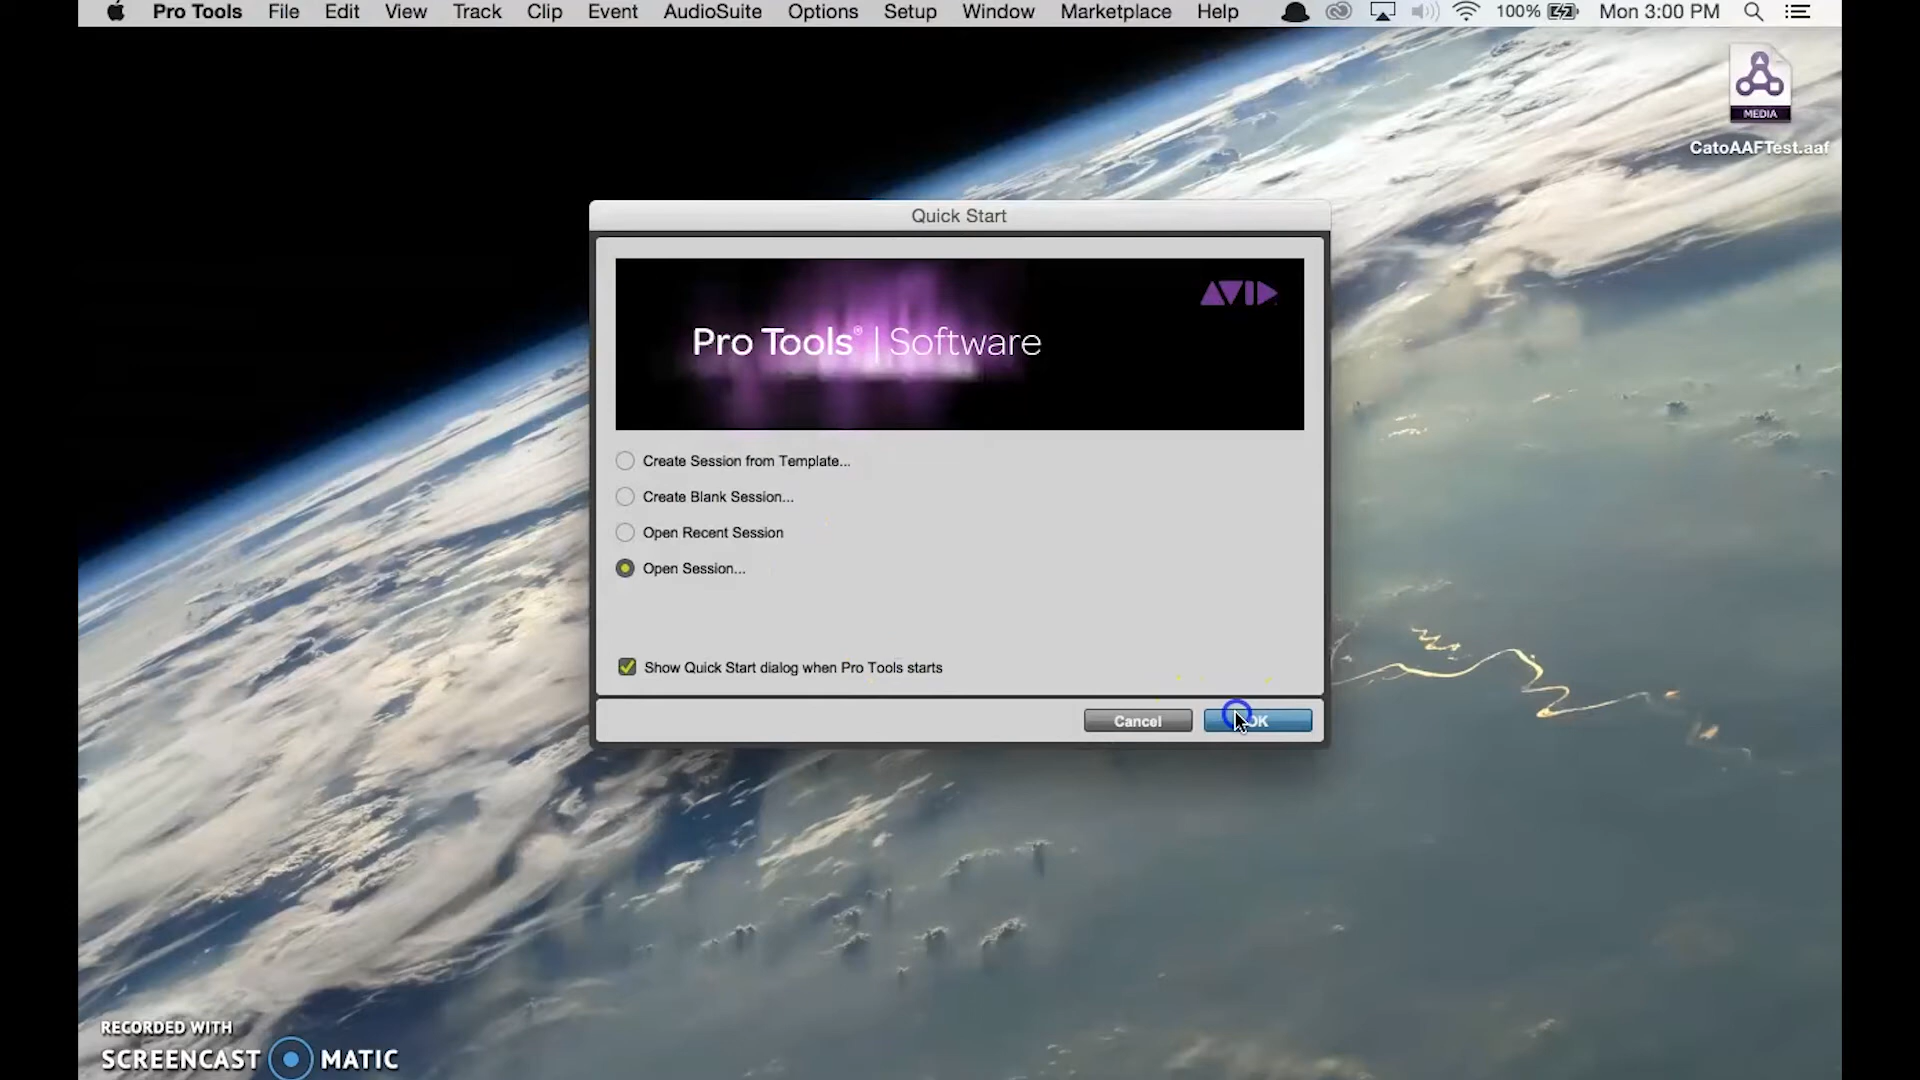 Pro Tools File Edit View Track Clip Event AudioSuite Options Setup Window Marketplace Help 100% Mon 3:00 PM
MEDIA
CatoAAFTest.aaf
Quick Start
AVID
Pro Tools® | Software
Create Session from Template...
Create Blank Session...
Open Recent Session
Open Session...
Show Quick Start dialog when Pro Tools starts
Cancel OK
RECORDED WITH
SCREENCAST MATIC